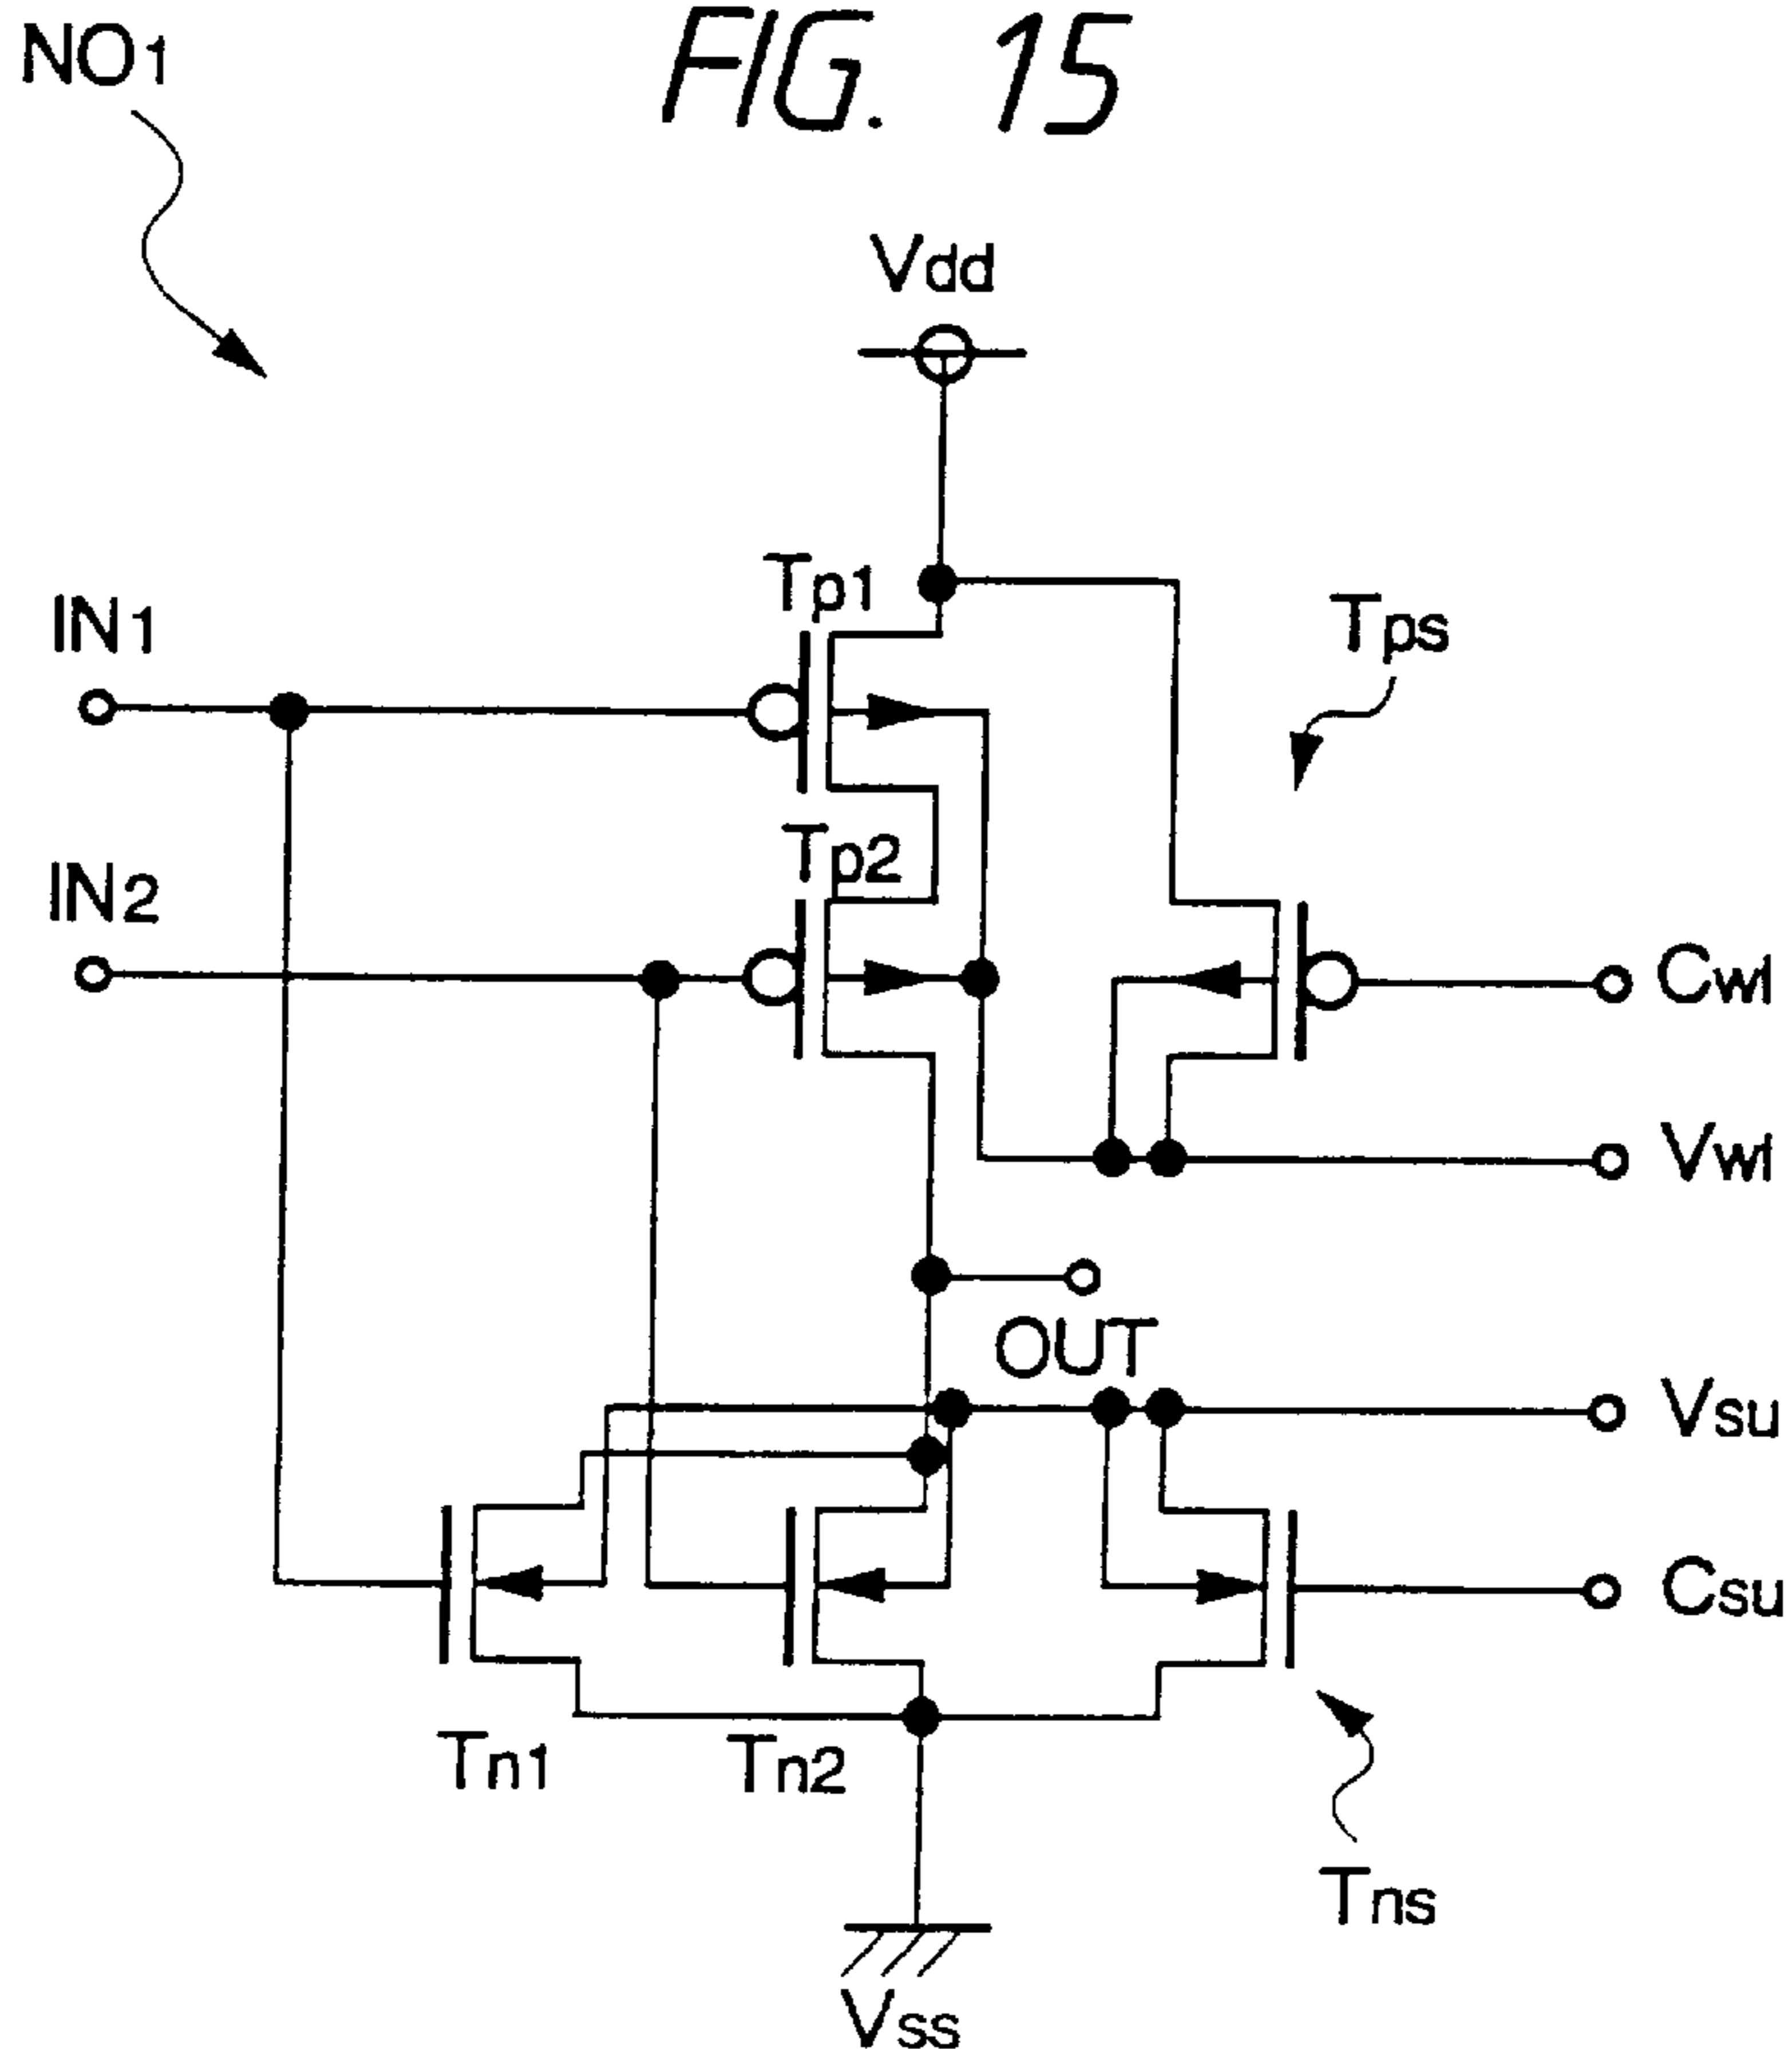 NO1
FIG. 15
Vdd
Tp1
IN1
Tps
Tp2
IN2
Cwl
Vwl
OUT
Vsu
Csu
Tn1
Tn2
Tns
Vss